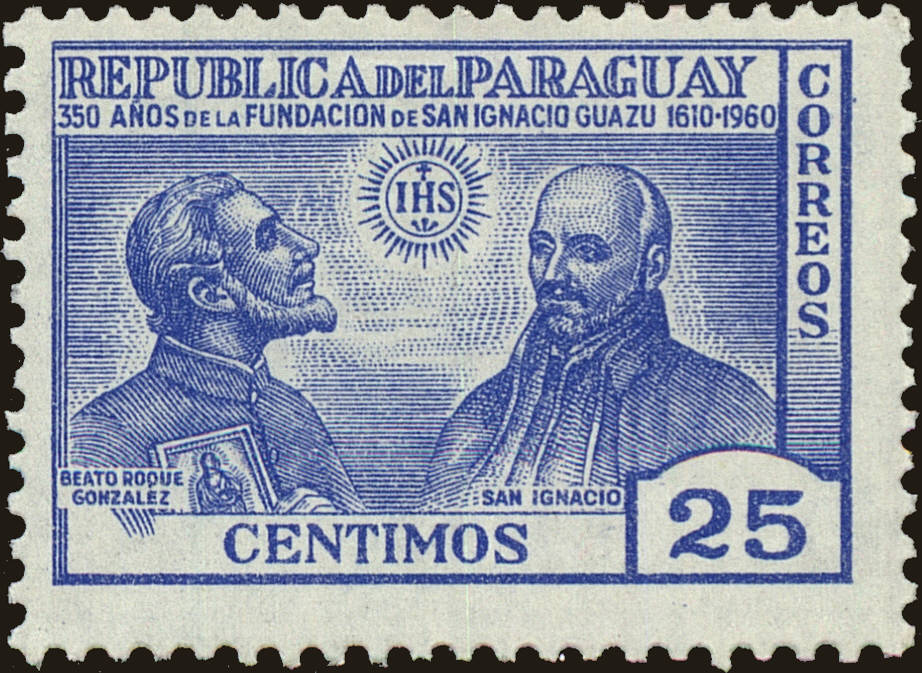 REPUBLICA DEL PARAGUAY
350 AÑOS DE LA FUNDACION DE SAN IGNACIO GUAZU 1610-1960
CORREOS
IHS
BEATO ROQUE
GONZALEZ
SAN IGNACIO
CENTIMOS
25